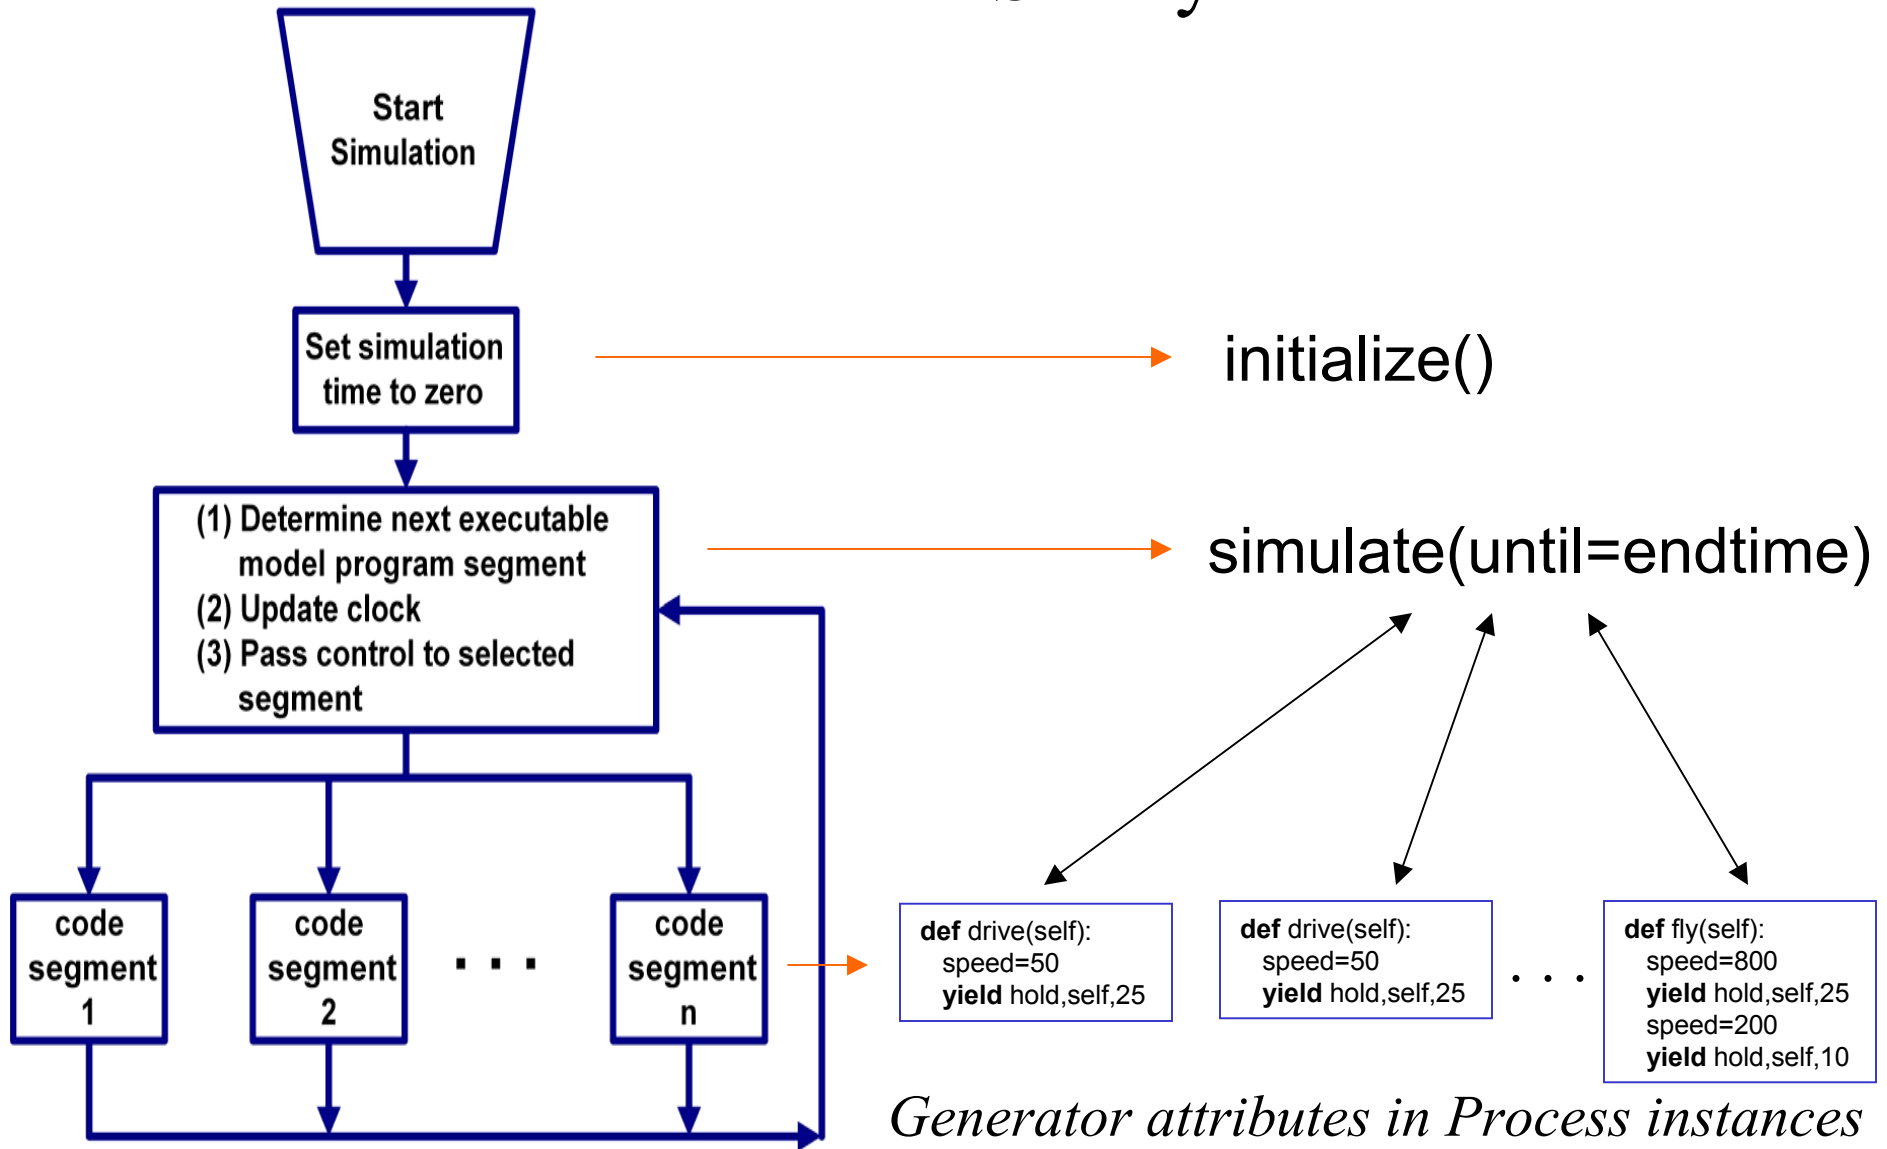 Start
Simulation
Set simulation
time to zero
initialize()
(1) Determine next executable
model program segment
(2) Update clock
(3) Pass control to selected
segment
simulate(until=endtime)
code
segment
1
code
segment
2
. . .
code
segment
n
def drive(self):
speed=50
yield hold,self,25
def drive(self):
speed=50
yield hold,self,25
. . .
def fly(self):
speed=800
yield hold,self,25
speed=200
yield hold,self,10
Generator attributes in Process instances